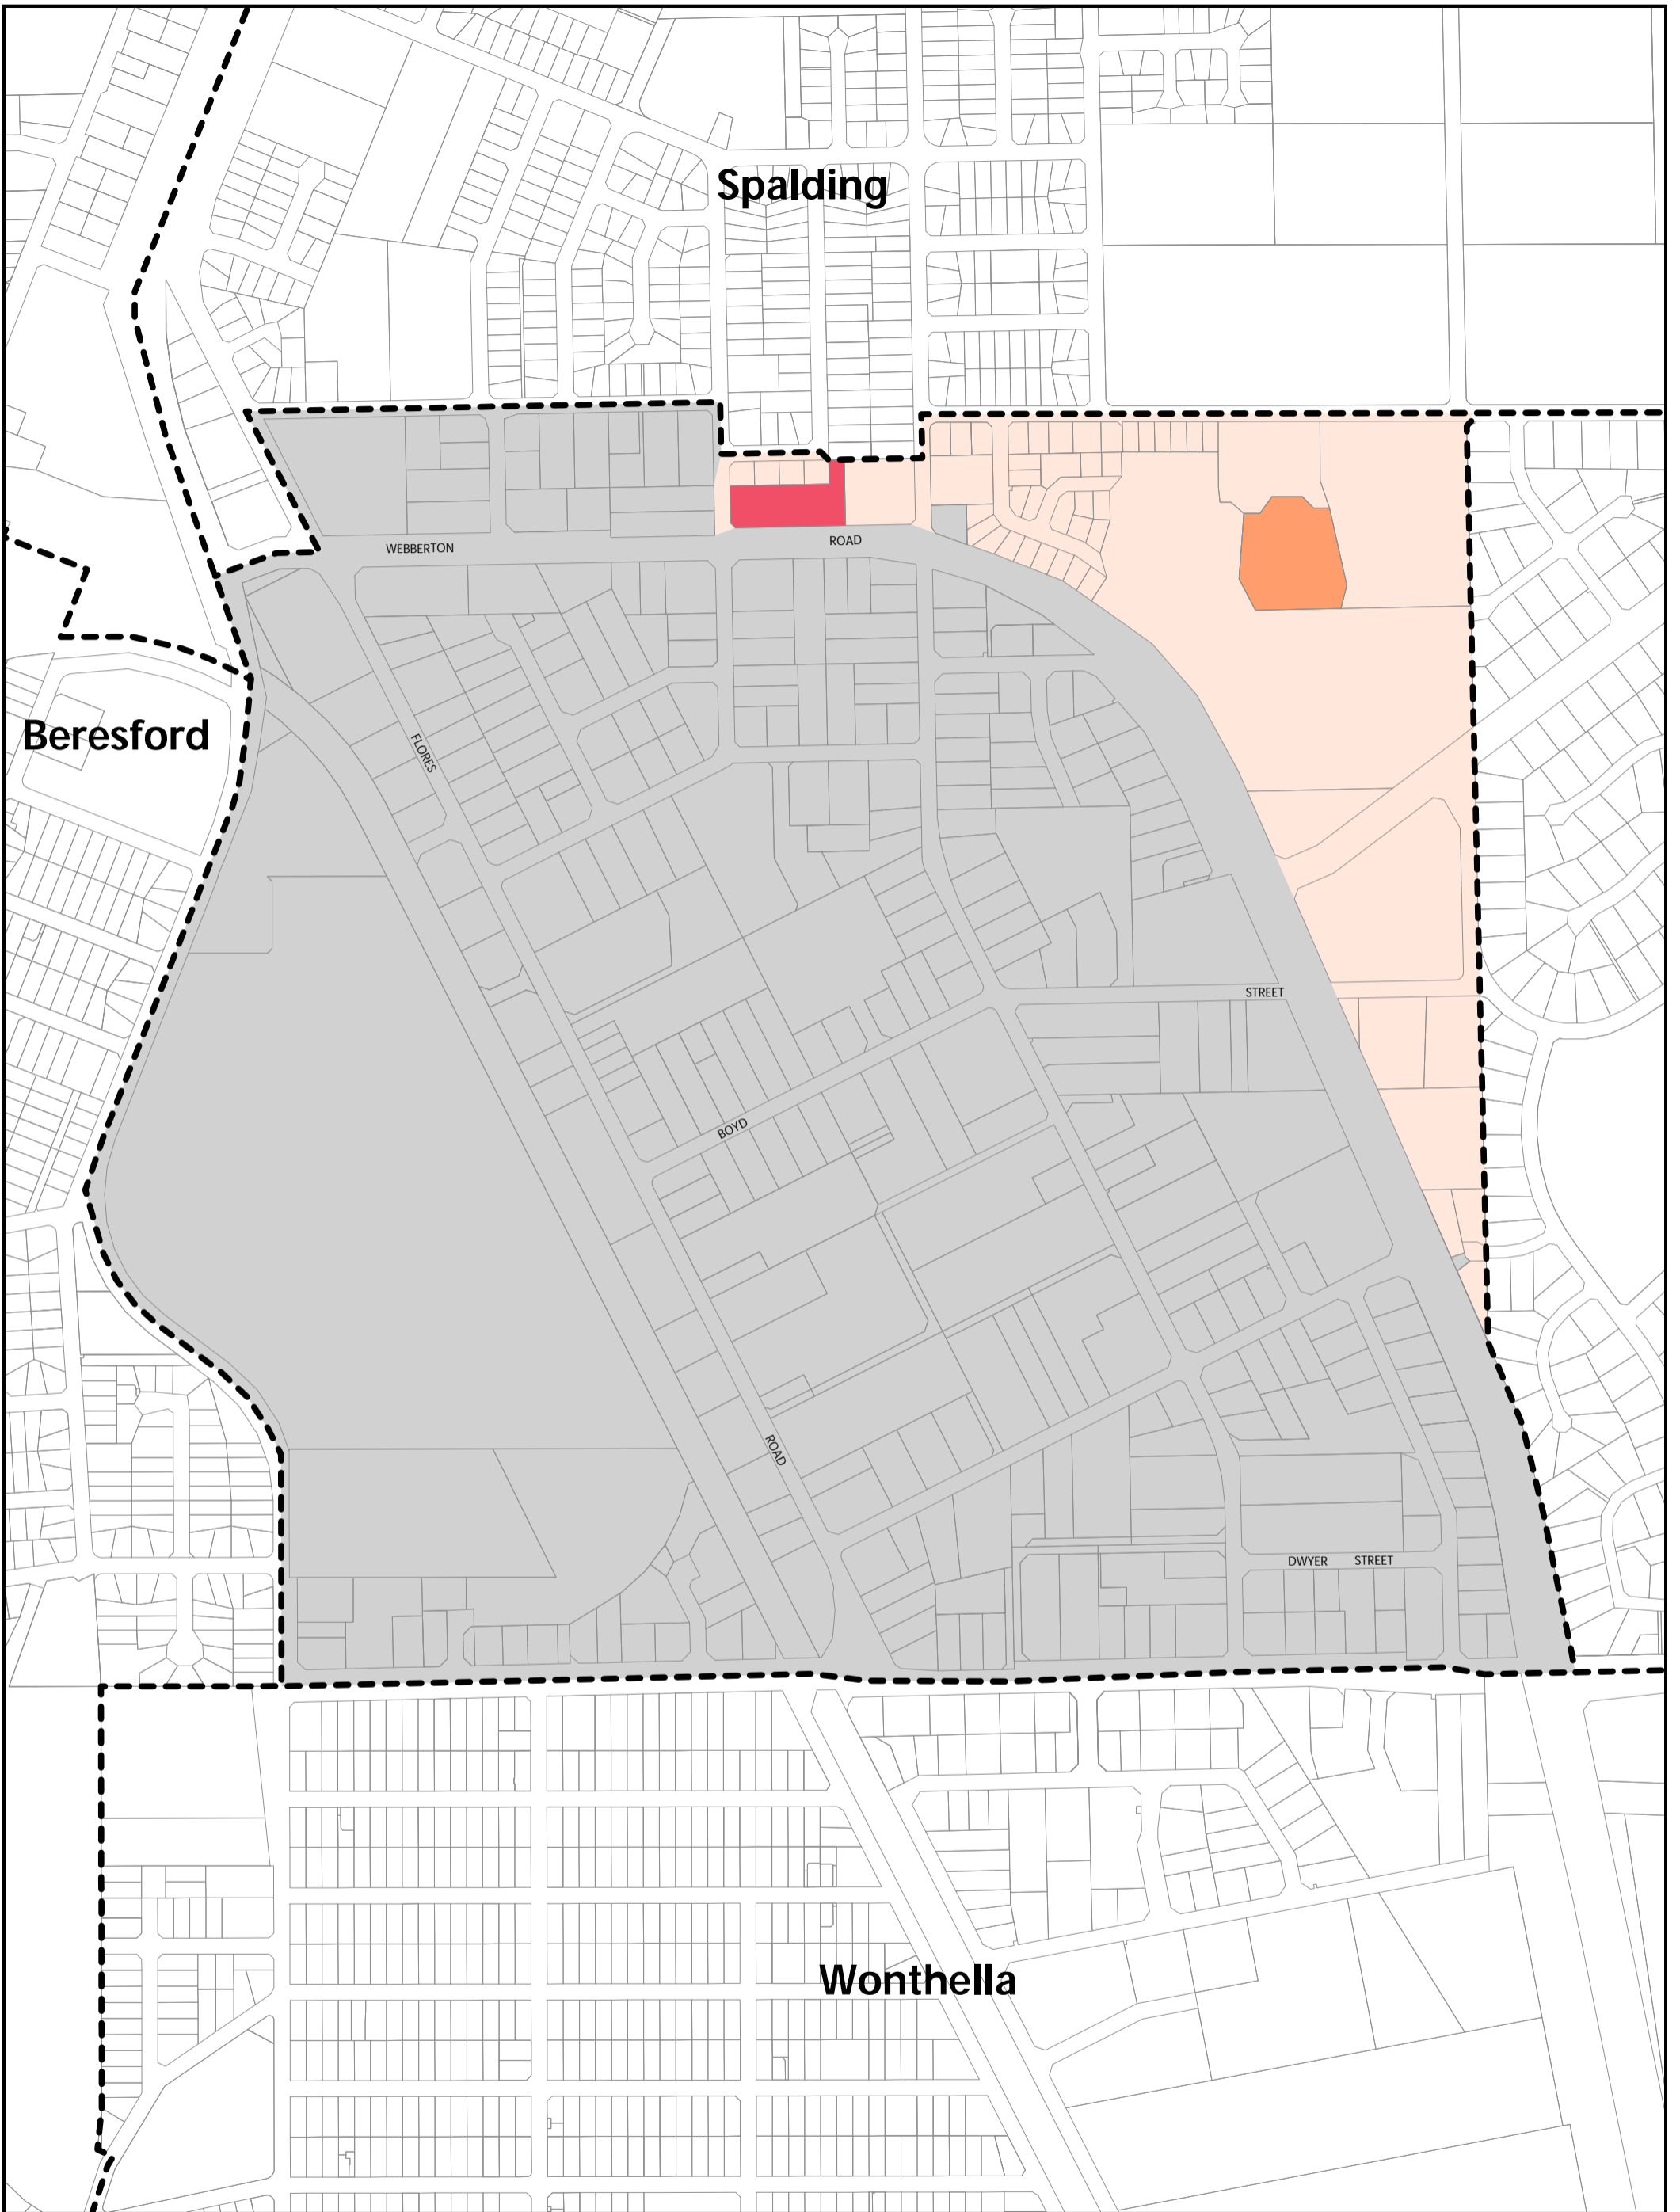 Spalding
WEBBERTON ROAD
Beresford
FLORES
STREET
BOYD
ROAD
DWYER STREET
Wonthella